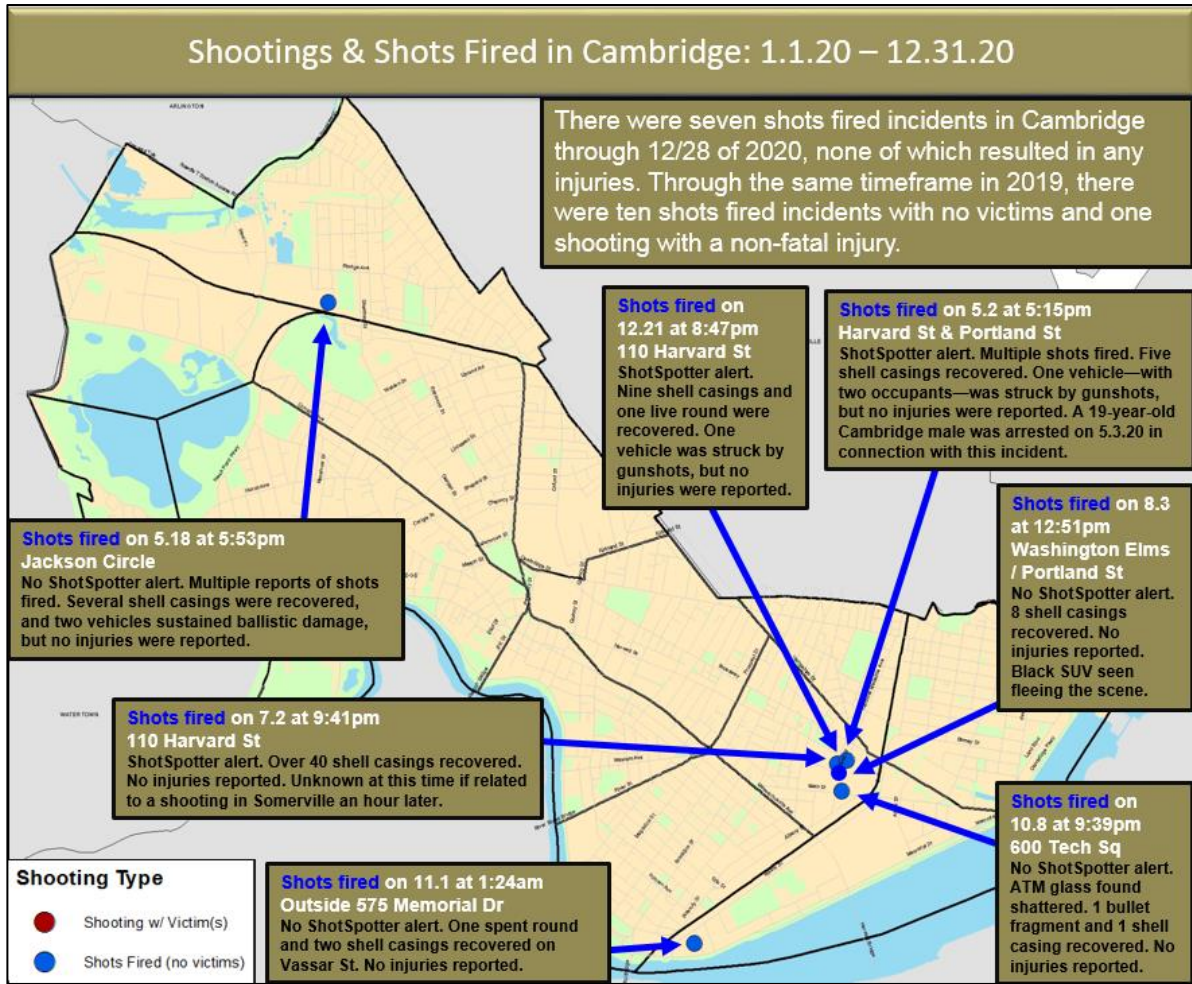 Shootings & Shots Fired in Cambridge: 1.1.20 – 12.31.20
There were seven shots fired incidents in Cambridge
through 12/28 of 2020, none of which resulted in any
injuries. Through the same timeframe in 2019, there
were ten shots fired incidents with no victims and one
shooting with a non-fatal injury.
ARLINGTON
Shots fired on
12.21 at 8:47pm
110 Harvard St
ShotSpotter alert.
Nine shell casings and
one live round were
recovered. One
vehicle was struck by
gunshots, but no
injuries were reported.
Shots fired on 5.2 at 5:15pm
Harvard St & Portland St
ShotSpotter alert. Multiple shots fired. Five
shell casings recovered. One vehicle—with
two occupants—was struck by gunshots,
but no injuries were reported. A 19-year-old
Cambridge male was arrested on 5.3.20 in
connection with this incident.
Shots fired on 8.3
at 12:51pm
Washington Elms
/ Portland St
No ShotSpotter alert.
8 shell casings
recovered. No
injuries reported.
Black SUV seen
fleeing the scene.
Shots fired on 5.18 at 5:53pm
Jackson Circle
No ShotSpotter alert. Multiple reports of shots
fired. Several shell casings were recovered,
and two vehicles sustained ballistic damage,
but no injuries were reported.
WATERTOWN
Shots fired on 7.2 at 9:41pm
110 Harvard St
ShotSpotter alert. Over 40 shell casings recovered.
No injuries reported. Unknown at this time if related
to a shooting in Somerville an hour later.
Shots fired on
10.8 at 9:39pm
600 Tech Sq
No ShotSpotter alert.
ATM glass found
shattered. 1 bullet
fragment and 1 shell
casing recovered. No
injuries reported.
Shots fired on 11.1 at 1:24am
Outside 575 Memorial Dr
No ShotSpotter alert. One spent round
and two shell casings recovered on
Vassar St. No injuries reported.
Shooting Type
Shooting w/ Victim(s)
Shots Fired (no victims)